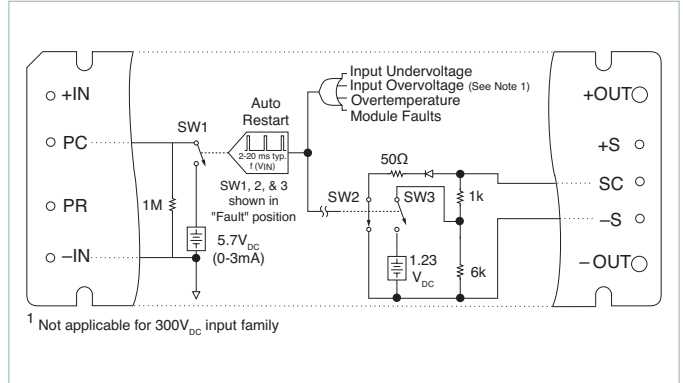 +IN
PC
PR
–IN
1M
SW1
5.7V_DC
(0-3mA)
Auto
Restart
2-20 ms typ.
f (VIN)
SW1, 2, & 3
shown in
"Fault" position
Input Undervoltage
Input Overvoltage (See Note 1)
Overtemperature
Module Faults
50Ω
SW2
SW3
1k
1.23
V_DC
6k
+OUT
+S
SC
–S
–OUT
1 Not applicable for 300V_DC input family